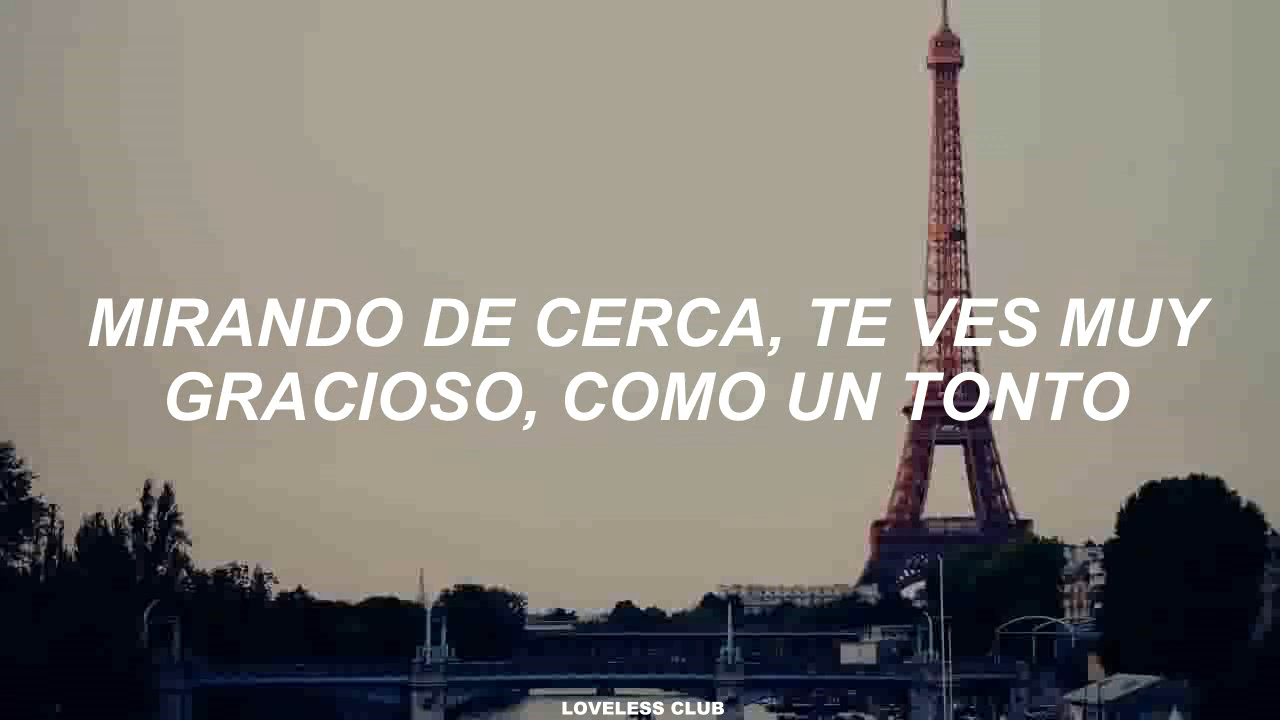 MIRANDO DE CERCA, TE VES MUY
GRACIOSO, COMO UN TONTO
LOVELESS CLUB